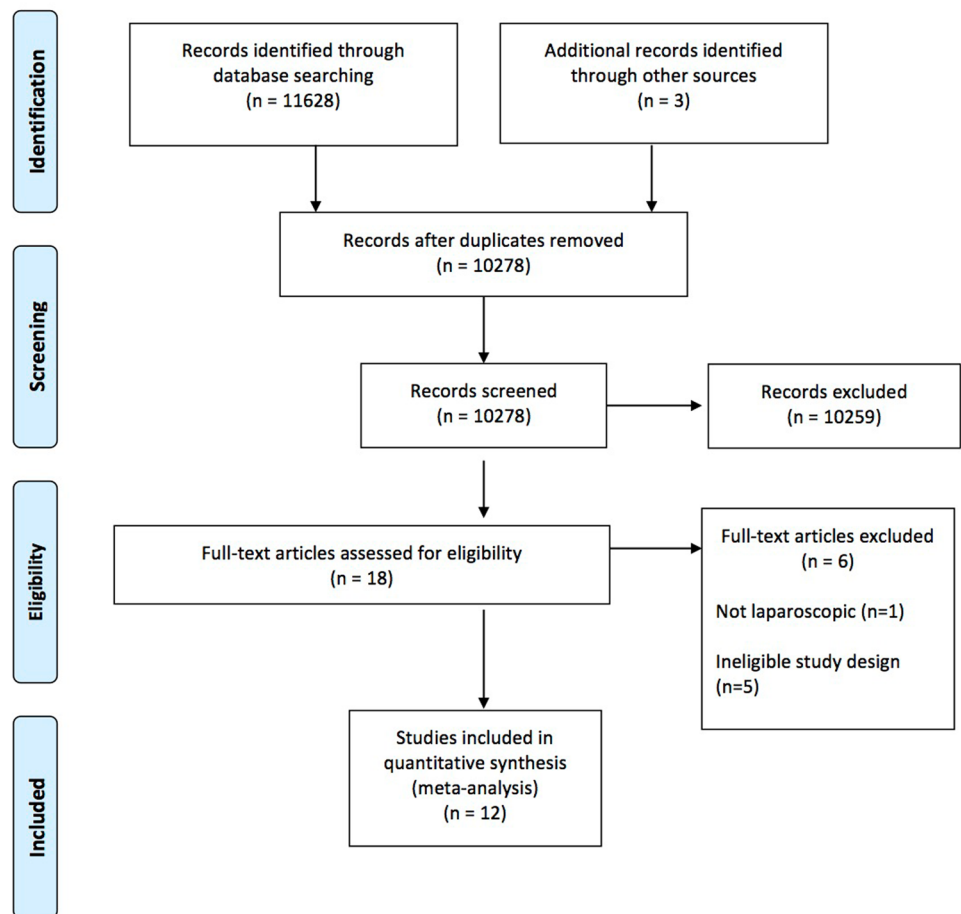 Identification
Records identified through
database searching
(n = 11628)
Additional records identified
through other sources
(n = 3)
Records after duplicates removed
(n = 10278)
Screening
Records screened
(n = 10278)
Records excluded
(n = 10259)
Eligibility
Full-text articles assessed for eligibility
(n = 18)
Full-text articles excluded
(n = 6)
Not laparoscopic (n=1)
Ineligible study design
(n=5)
Included
Studies included in
quantitative synthesis
(meta-analysis)
(n = 12)